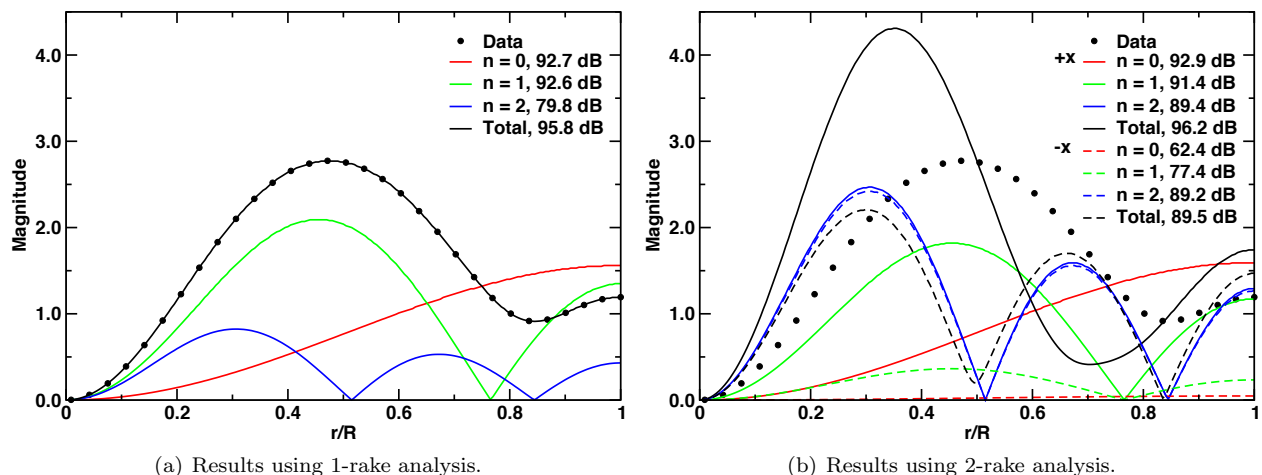 4.0
3.0
2.0
1.0
0.0
Magnitude
0
0.2
0.4
0.6
0.8
1
r/R
Data
n = 0, 92.7 dB
n = 1, 92.6 dB
n = 2, 79.8 dB
Total, 95.8 dB
(a) Results using 1-rake analysis.
4.0
3.0
2.0
1.0
0.0
Magnitude
0
0.2
0.4
0.6
0.8
1
r/R
Data
+x
n = 0, 92.9 dB
n = 1, 91.4 dB
n = 2, 89.4 dB
Total, 96.2 dB
-x
n = 0, 62.4 dB
n = 1, 77.4 dB
n = 2, 89.2 dB
Total, 89.5 dB
(b) Results using 2-rake analysis.